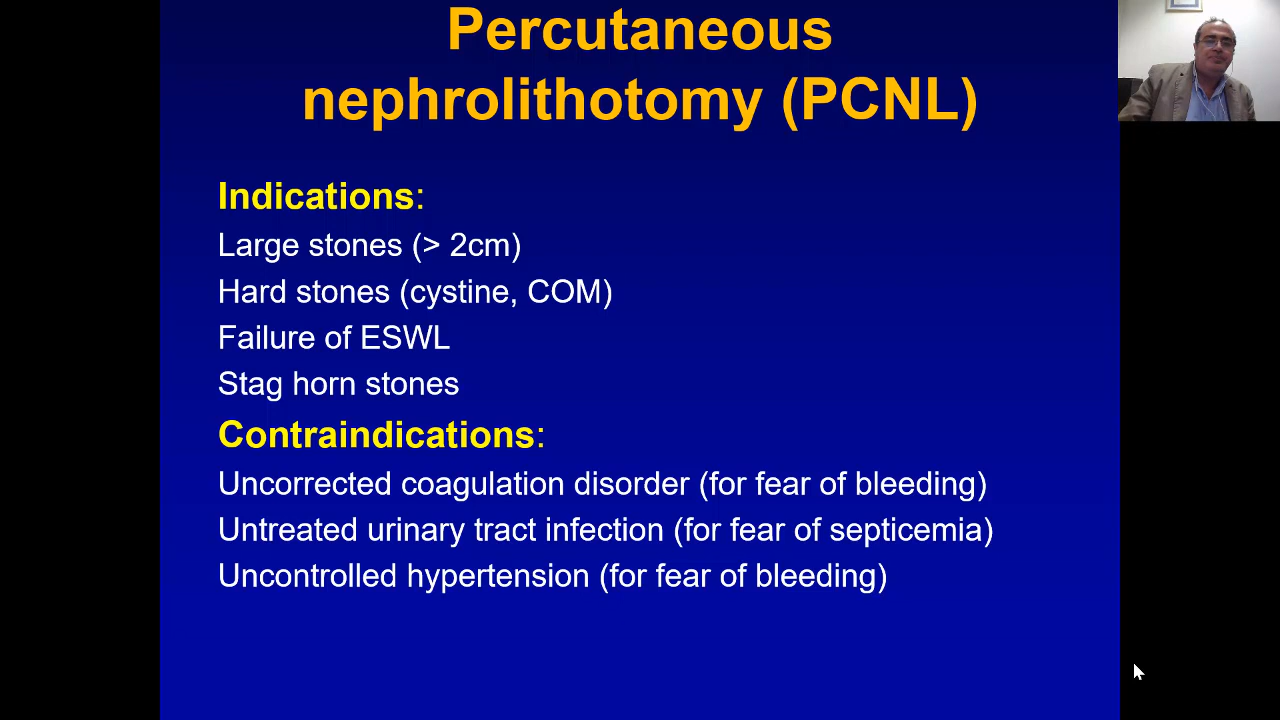 Percutaneous
nephrolithotomy (PCNL)
Indications:
Large stones (> 2cm)
Hard stones (cystine, COM)
Failure of ESWL
Stag horn stones
Contraindications:
Uncorrected coagulation disorder (for fear of bleeding)
Untreated urinary tract infection (for fear of septicemia)
Uncontrolled hypertension (for fear of bleeding)